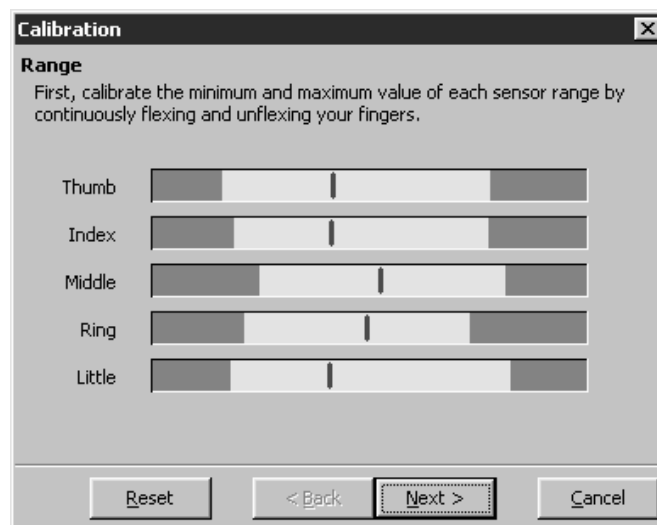 Calibration
Range
First, calibrate the minimum and maximum value of each sensor range by
continuously flexing and unflexing your fingers.
Thumb
Index
Middle
Ring
Little
Reset
< Back
Next >
Cancel